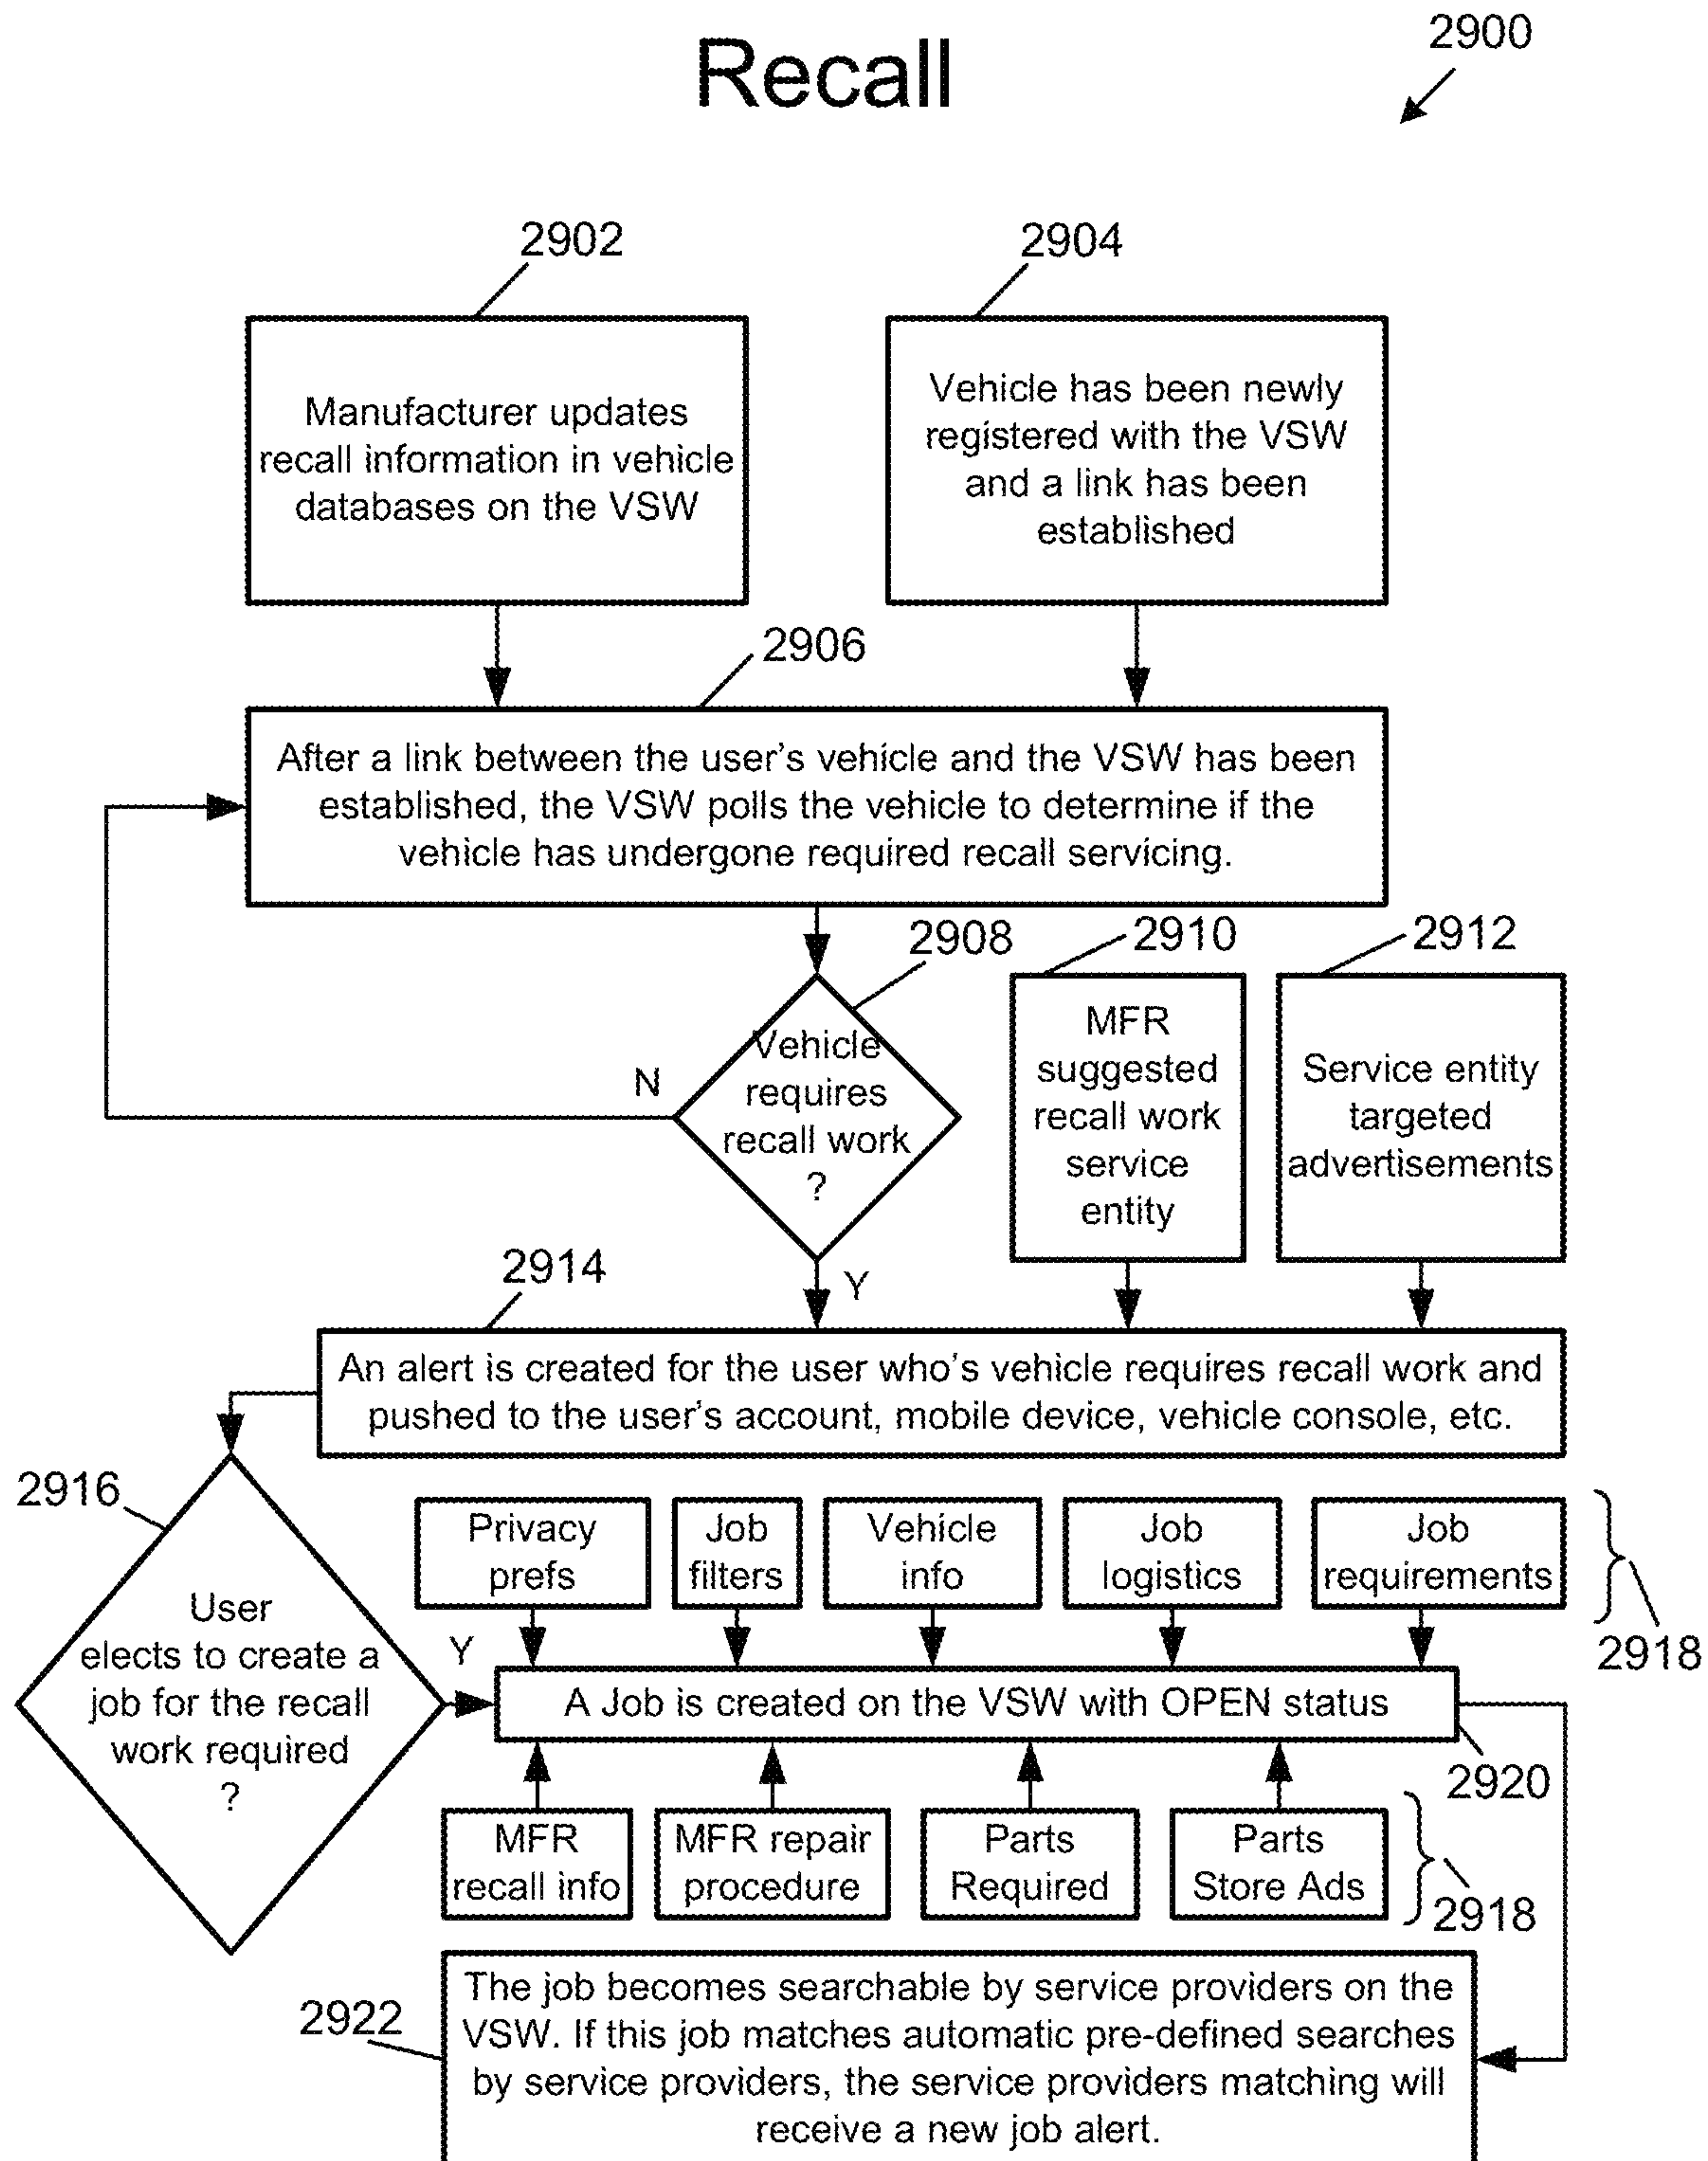 Recall
2900
2902
2904
Manufacturer updates
recall information in vehicle
databases on the VSW
Vehicle has been newly
registered with the VSW
and a link has been
established
2906
After a link between the user's vehicle and the VSW has been
established, the VSW polls the vehicle to determine if the
vehicle has undergone required recall servicing.
2908
2910
2912
Vehicle
requires
recall work
?
N
Y
MFR
suggested
recall work
service
entity
Service entity
targeted
advertisements
2914
An alert is created for the user who's vehicle requires recall work and
pushed to the user's account, mobile device, vehicle console, etc.
2916
User
elects to create a
job for the recall
work required
?
Y
Privacy
prefs
Job
filters
Vehicle
info
Job
logistics
Job
requirements
2918
A Job is created on the VSW with OPEN status
2920
MFR
recall info
MFR repair
procedure
Parts
Required
Parts
Store Ads
2918
2922
The job becomes searchable by service providers on the
VSW. If this job matches automatic pre-defined searches
by service providers, the service providers matching will
receive a new job alert.